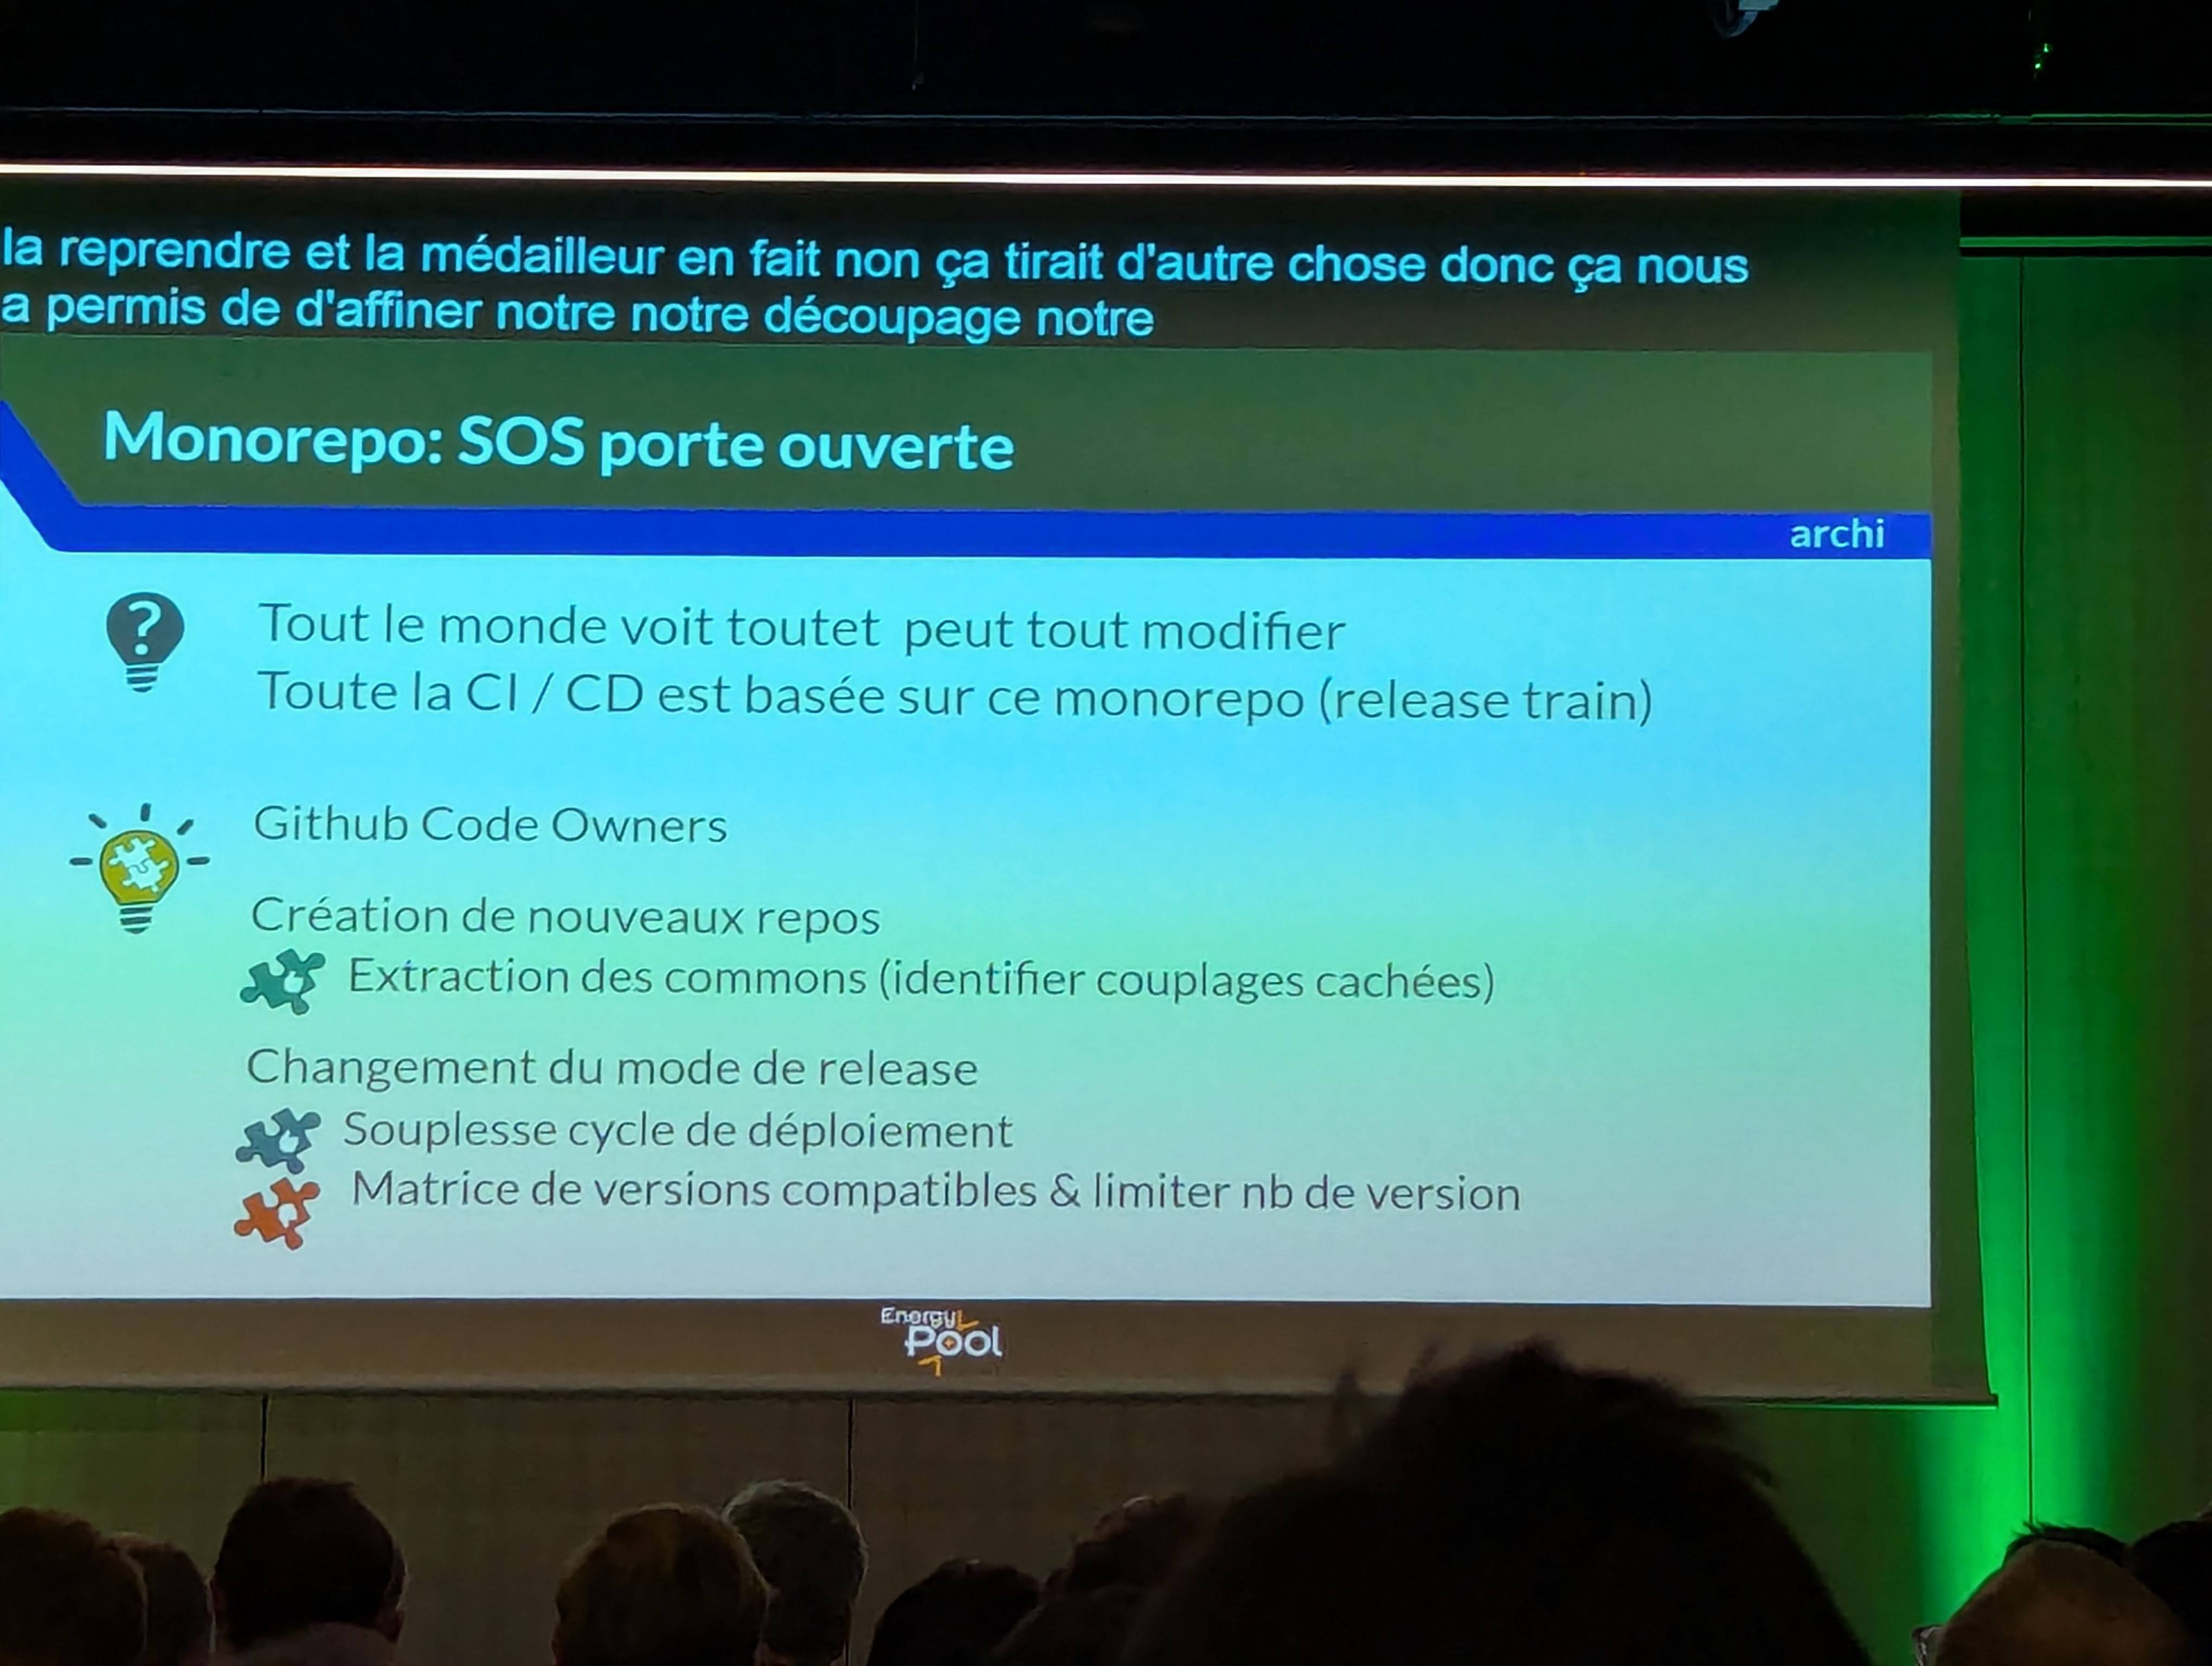 la reprendre et la médailleur en fait non ça tirait d'autre chose donc ça nous
a permis de d'affiner notre notre découpage notre
Monorepo: SOS porte ouverte
archi
?
Tout le monde voit toutet peut tout modifier
Toute la CI / CD est basée sur ce monorepo (release train)
Github Code Owners
Création de nouveaux repos
Extraction des commons (identifier couplages cachées)
Changement du mode de release
Souplesse cycle de déploiement
Matrice de versions compatibles & limiter nb de version
Energy
Pool